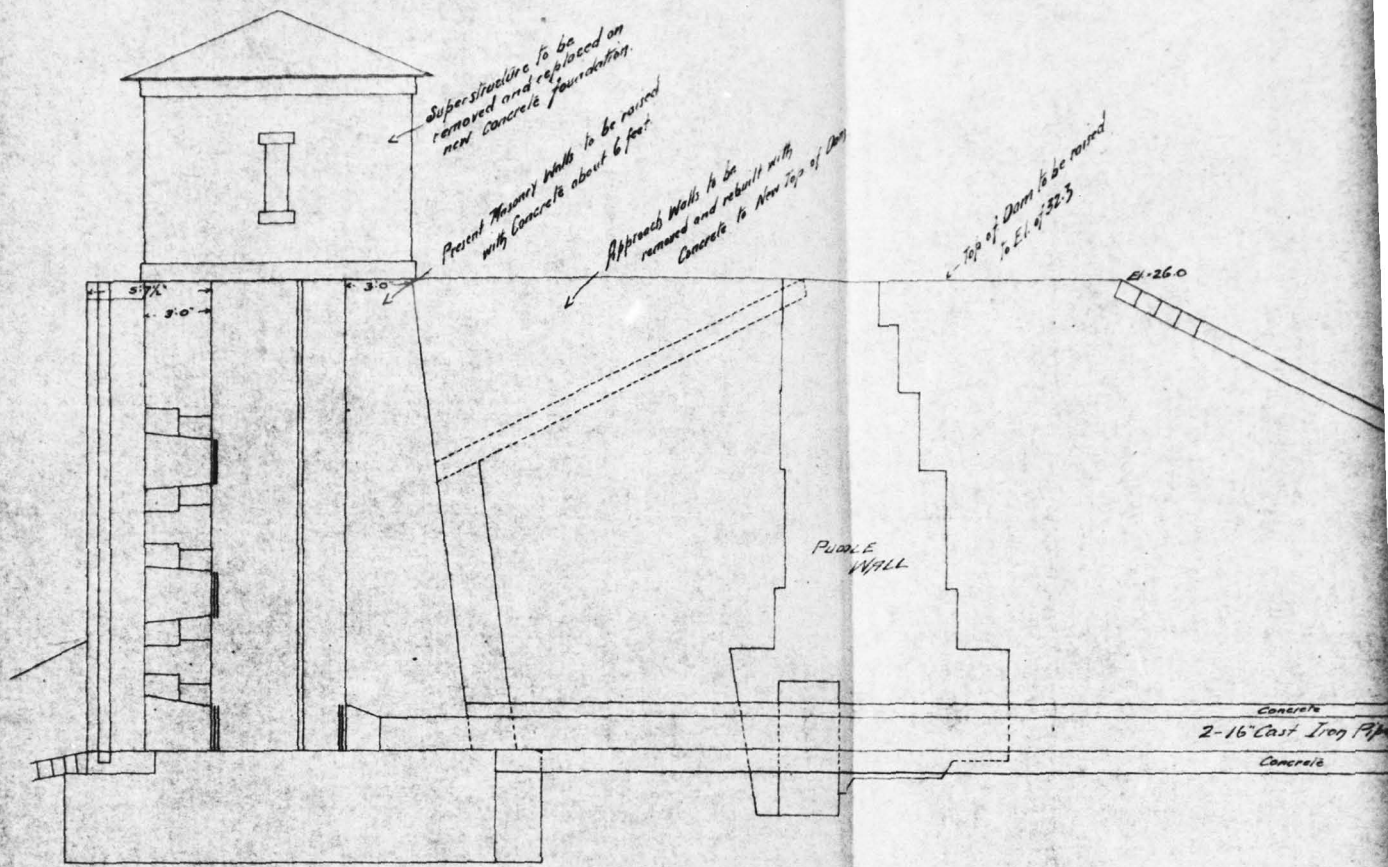 Superstructure to be
removed and replaced on
new Concrete foundation.
Present Masonry Walls to be raised
with Concrete about 6 feet.
Approach Walls to be
removed and rebuilt with
Concrete to New Top of Dam
Top of Dam to be raised
to El. of 32.3
El. 26.0
5'-7½"
3'-0"
3'-0"
PUDDLE
WALL
Concrete
2-16" Cast Iron Pipe
Concrete